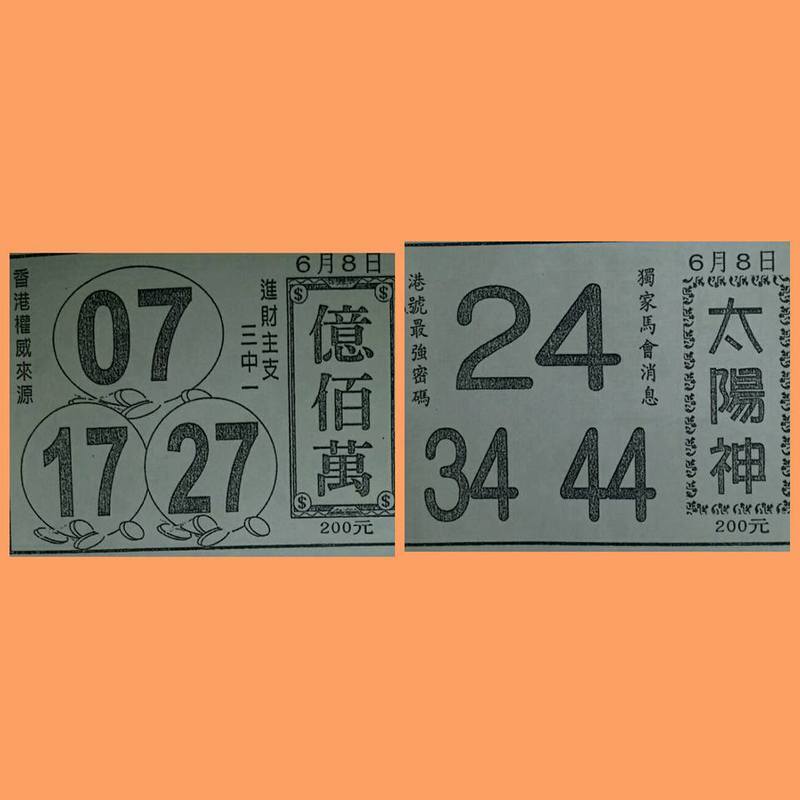 6月8日
億佰萬
200元
進財主支
三中一
07
17 27
香港權威來源
6月8日
太陽神
200元
獨家馬會消息
24
34 44
港號最強密碼